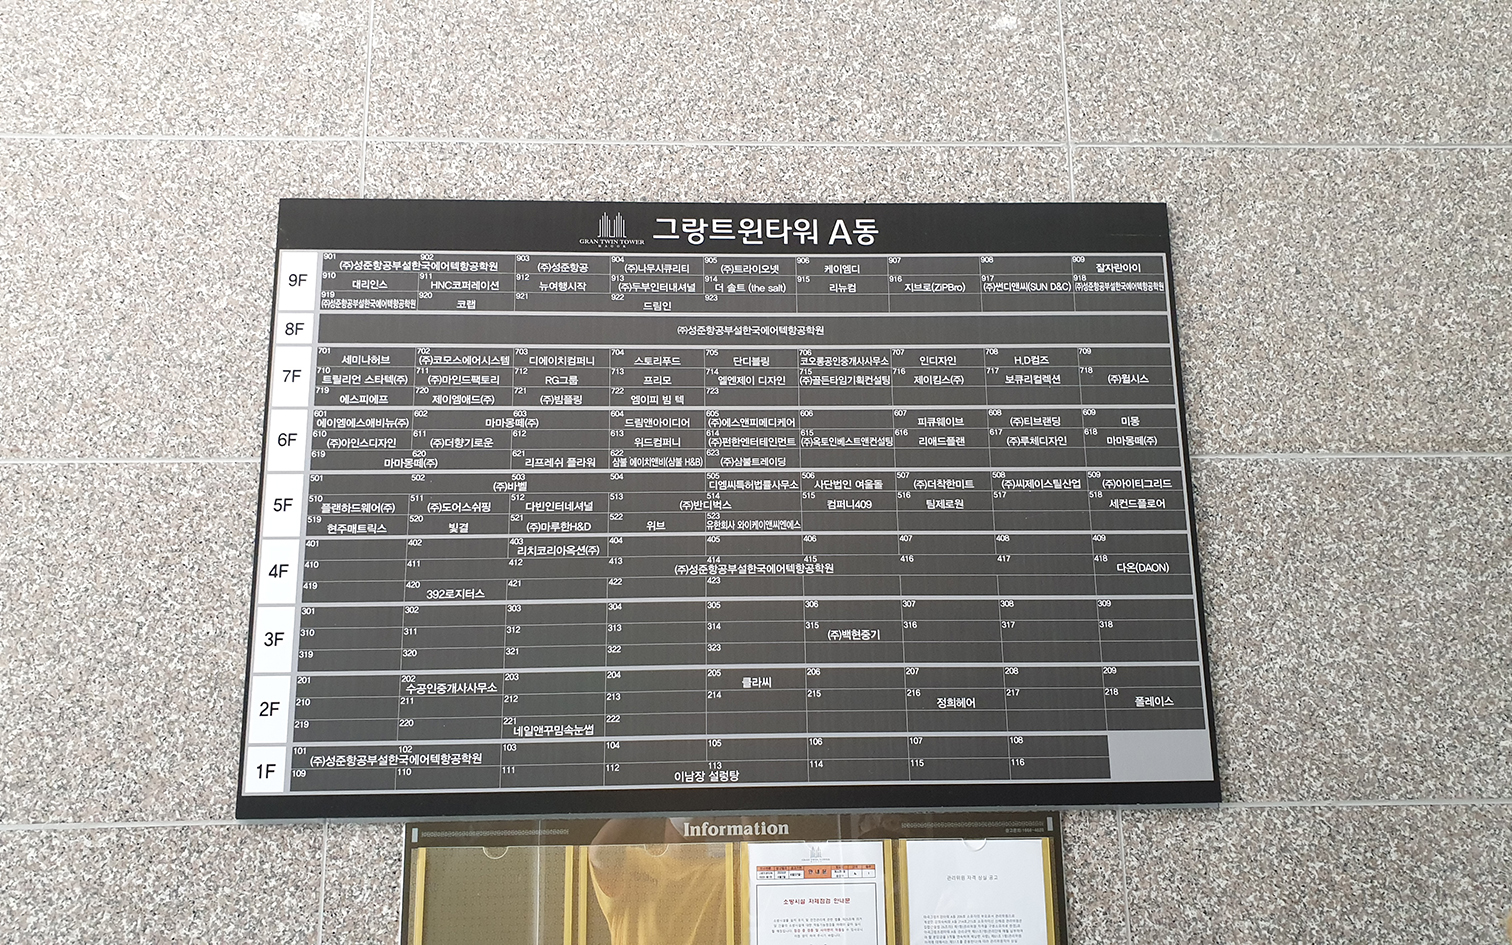 GRAN TWIN TOWER
MAGOK
그랑트윈타워 A동
9F
901 902 (주)성준항공부설한국에어텍항공학원 903 (주)성준항공 904 (주)나무시큐리티 905 (주)트라이오넷 906 케이엠디 907 908 909 잘자란아이
910 대리인스 911 HNC코퍼레이션 912 뉴여행시작 913 (주)두부인터내셔널 914 더 솔트 (the salt) 915 리뉴컴 916 지브로(ZiPBro) 917 (주)썬디앤씨(SUN D&C) 918 (주)성준항공부설한국에어텍항공학원
919 (주)성준항공부설한국에어텍항공학원 920 코랩 921 922 드림인 923
8F
(주)성준항공부설한국에어텍항공학원
7F
701 세미나허브 702 (주)코모스에어시스템 703 디에이치컴퍼니 704 스토리푸드 705 단디블링 706 코오롱공인중개사사무소 707 인디자인 708 H.D컴즈 709
710 트릴리언 스타텍(주) 711 (주)마인드팩토리 712 RG그룹 713 프리모 714 엘엔제이 디자인 715 (주)골든타임기획컨설팅 716 제이킴스(주) 717 보큐리컬렉션 718 (주)윌시스
719 에스피에프 720 제이엠애드(주) 721 (주)빔플링 722 엠이피 빔 텍 723
6F
601 에이엠에스애비뉴(주) 602 603 마마몽떼(주) 604 드림앤아이디어 605 (주)에스앤피메디케어 606 607 피큐웨이브 608 (주)티브랜딩 609 미몽
610 (주)아인스디자인 611 (주)더향기로운 612 613 위드컴퍼니 614 (주)펀한엔터테인먼트 615 (주)옥토인베스트앤컨설팅 616 리애드플랜 617 (주)루체디자인 618 마마몽떼(주)
619 620 마마몽떼(주) 621 리프레쉬 플라워 622 삼불 에이치앤비(삼불 H&B) 623 (주)삼불트레이딩
5F
501 502 503 (주)바벨 504 505 디엠씨특허법률사무소 506 사단법인 여울돌 507 (주)더착한미트 508 (주)씨제이스틸산업 509 (주)아이티그리드
510 플랜하드웨어(주) 511 (주)도어스쉬핑 512 다빈인터네셔널 513 514 (주)반디벅스 515 컴퍼니409 516 팀제로원 517 518 세컨드플로어
519 현주매트릭스 520 빛결 521 (주)마루한H&D 522 위브 523 유한회사 와이케이앤씨엔에스
4F
401 402 403 리치코리아옥션(주) 404 405 406 407 408 409
410 411 412 413 414 (주)성준항공부설한국에어텍항공학원 415 416 417 418 다온(DAON)
419 420 392로지터스 421 422 423
3F
301 302 303 304 305 306 307 308 309
310 311 312 313 314 315 (주)백현중기 316 317 318
319 320 321 322 323
2F
201 202 수공인중개사사무소 203 204 205 클라씨 206 207 208 209
210 211 212 213 214 215 216 정희헤어 217 218 폴레이스
219 220 221 네일앤꾸밈속눈썹 222
1F
101 102 (주)성준항공부설한국에어텍항공학원 103 104 105 106 107 108
109 110 111 112 113 이남장 설렁탕 114 115 116
Information
GRAN TWIN TOWER
안 내 문
소방시설 자체점검 안내문
관리위원 자격 상실 공고